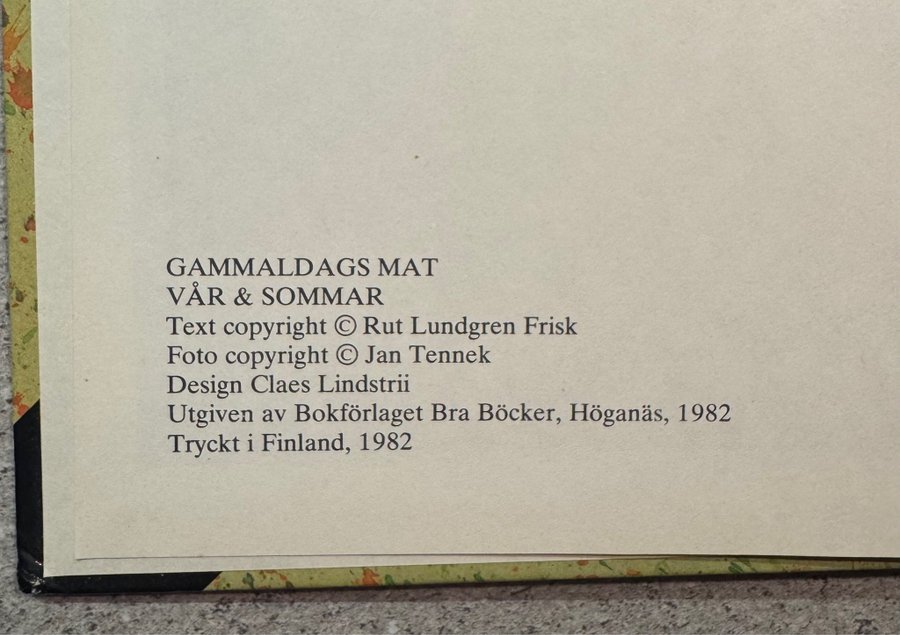 GAMMALDAGS MAT
VÅR & SOMMAR
Text copyright © Rut Lundgren Frisk
Foto copyright © Jan Tennek
Design Claes Lindstrii
Utgiven av Bokförlaget Bra Böcker, Höganäs, 1982
Tryckt i Finland, 1982